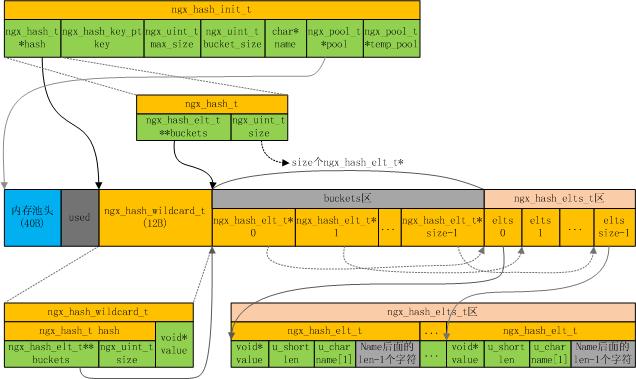 ngx_hash_init_t
ngx_hash_t
*hash
ngx_hash_key_pt
key
ngx_uint_t
max_size
ngx_uint_t
bucket_size
char*
name
ngx_pool_t
*pool
ngx_pool_t
*temp_pool
ngx_hash_t
ngx_hash_elt_t
**buckets
ngx_uint_t
size
size个ngx_hash_elt_t*
内存池头
(40B)
used
ngx_hash_wildcard_t
(12B)
buckets区
ngx_hash_elt_t*
0
ngx_hash_elt_t*
1
...
ngx_hash_elt_t*
size-1
ngx_hash_elts_t区
elts
0
elts
1
...
elts
size-1
ngx_hash_wildcard_t
ngx_hash_t hash
ngx_hash_elt_t**
buckets
ngx_uint_t
size
void*
value
ngx_hash_elts_t区
ngx_hash_elt_t
...
ngx_hash_elt_t
void*
value
u_short
len
u_char
name[1]
Name后面的
len-1个字符
...
void*
value
u_short
len
u_char
name[1]
Name后面的
len-1个字符